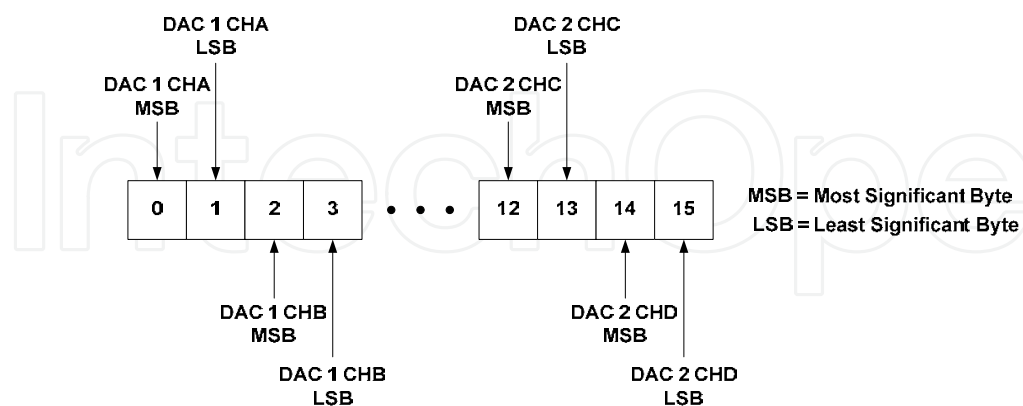 DAC 1 CHA
LSB
DAC 2 CHC
LSB
DAC 1 CHA
MSB
DAC 2 CHC
MSB
0 1 2 3 • • • 12 13 14 15
MSB = Most Significant Byte
LSB = Least Significant Byte
DAC 1 CHB
MSB
DAC 2 CHD
MSB
DAC 1 CHB
LSB
DAC 2 CHD
LSB
IntechOpe